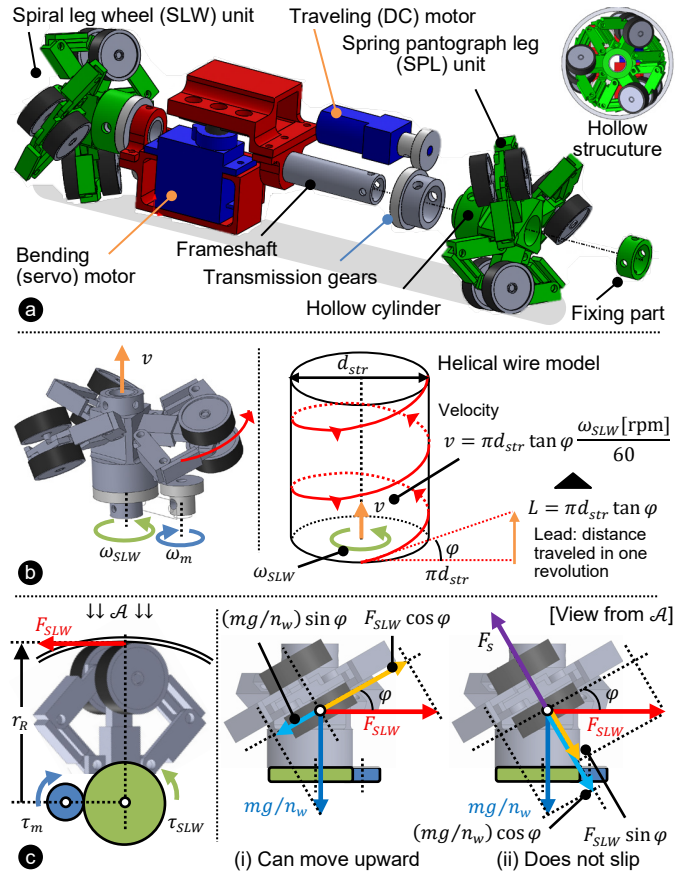 Spiral leg wheel (SLW) unit
Traveling (DC) motor
Spring pantograph leg
(SPL) unit
Hollow
strucuture
Bending
(servo) motor
Frameshaft
Transmission gears
Hollow cylinder
Fixing part
a
v
ω_SLW
ω_m
b
d_str
Helical wire model
Velocity
v = πd_str tan φ ω_SLW[rpm]/60
L = πd_str tan φ
Lead: distance
traveled in one
revolution
v
φ
ω_SLW
πd_str
↓↓ 𝒜 ↓↓
F_SLW
r_R
τ_m
τ_SLW
c
(mg/n_w) sin φ
F_SLW cos φ
φ
F_SLW
mg/n_w
(i) Can move upward
[View from 𝒜]
F_s
φ
F_SLW
mg/n_w
(mg/n_w) cos φ
F_SLW sin φ
(ii) Does not slip